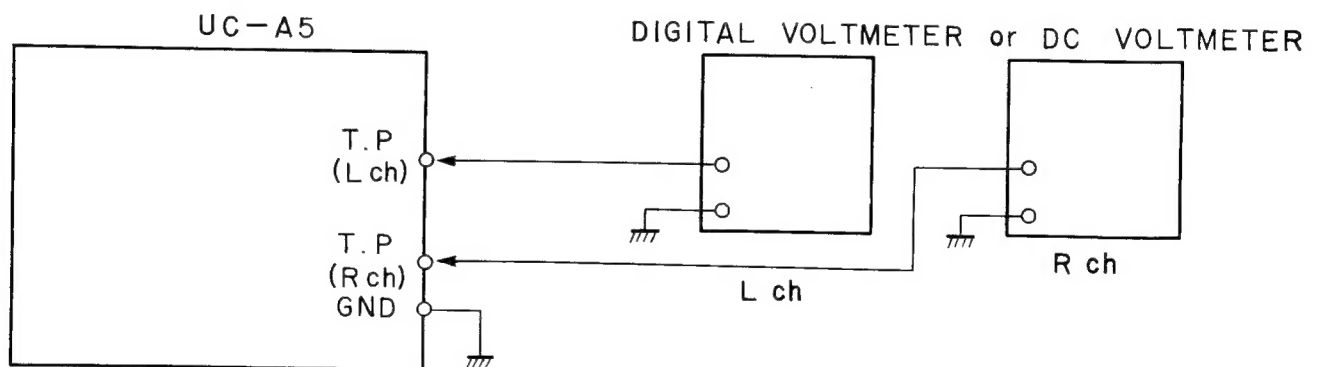 UC-A5
DIGITAL VOLTMETER or DC VOLTMETER
T.P
(L ch)
T.P
(R ch)
GND
L ch
R ch